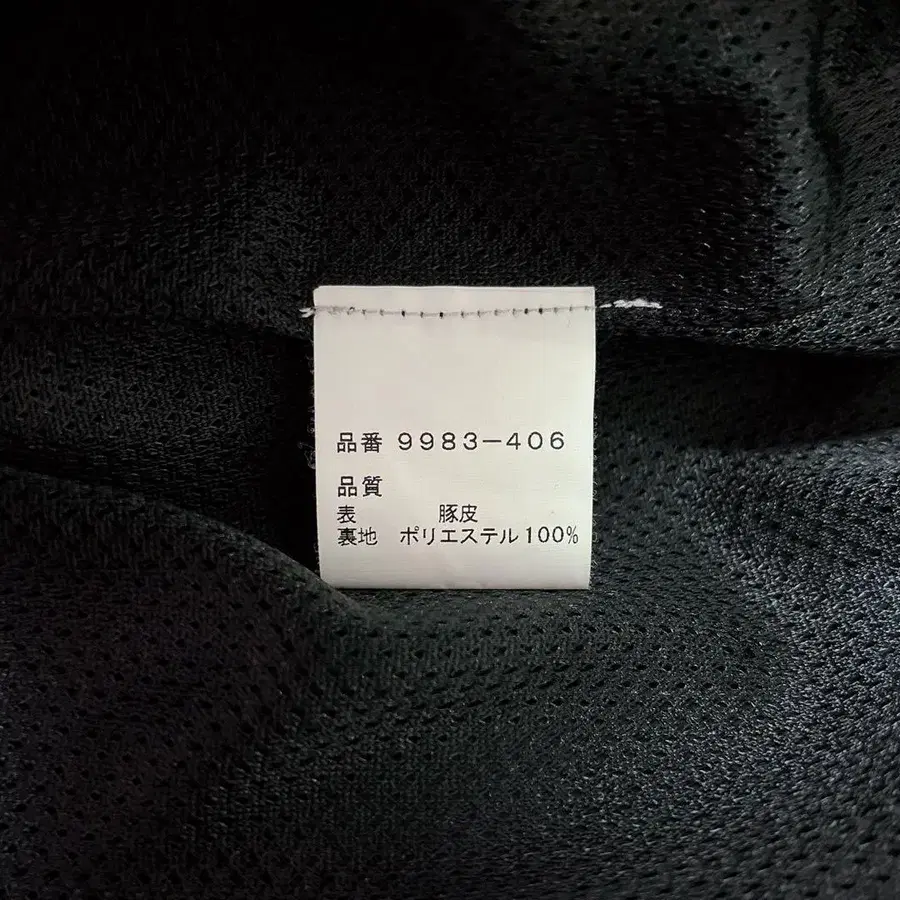 品番 9983-406
品質
表 豚皮
裏地 ポリエステル100%